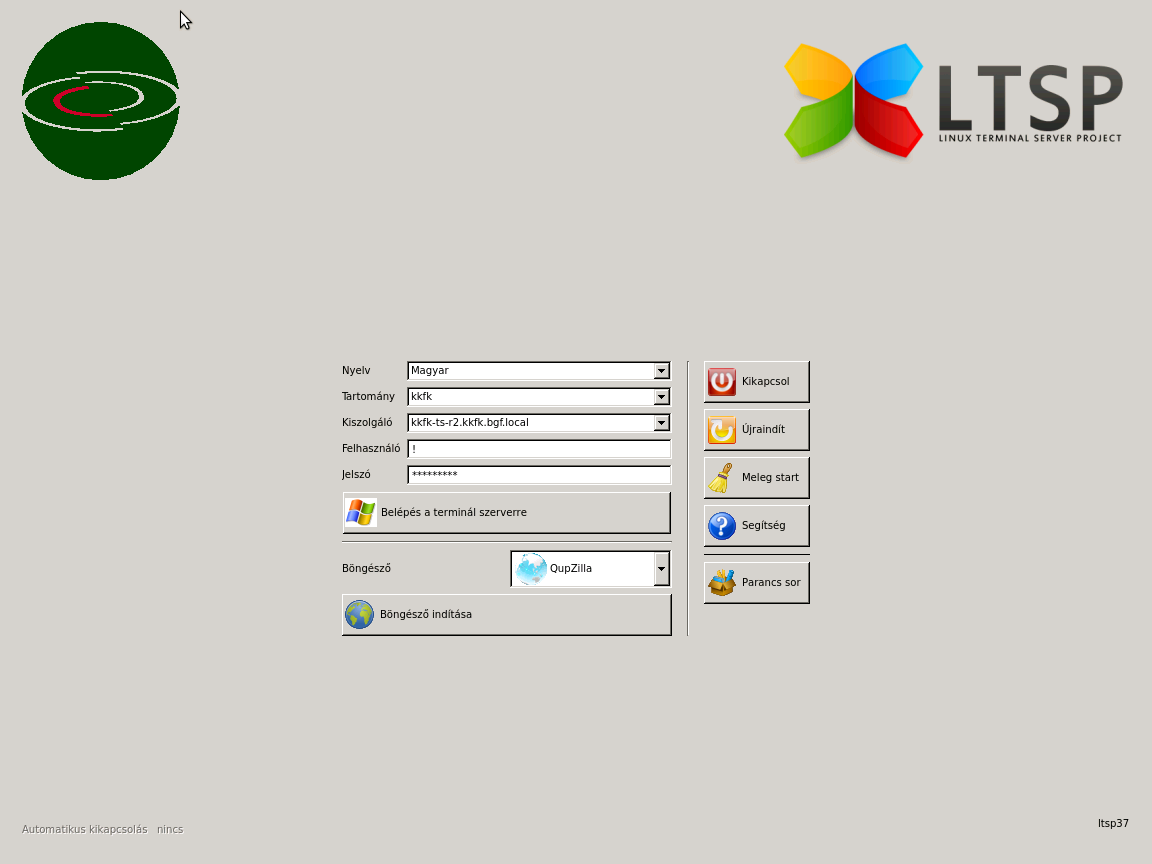 LTSP
LINUX TERMINAL SERVER PROJECT
Nyelv Magyar
Tartomány kkfk
Kiszolgáló kkfk-ts-r2.kkfk.bgf.local
Felhasználó !
Jelszó *********
Belépés a terminál szerverre
Böngésző QupZilla
Böngésző indítása
Kikapcsol
Újraindít
Meleg start
Segítség
Parancs sor
Automatikus kikapcsolás nincs
ltsp37